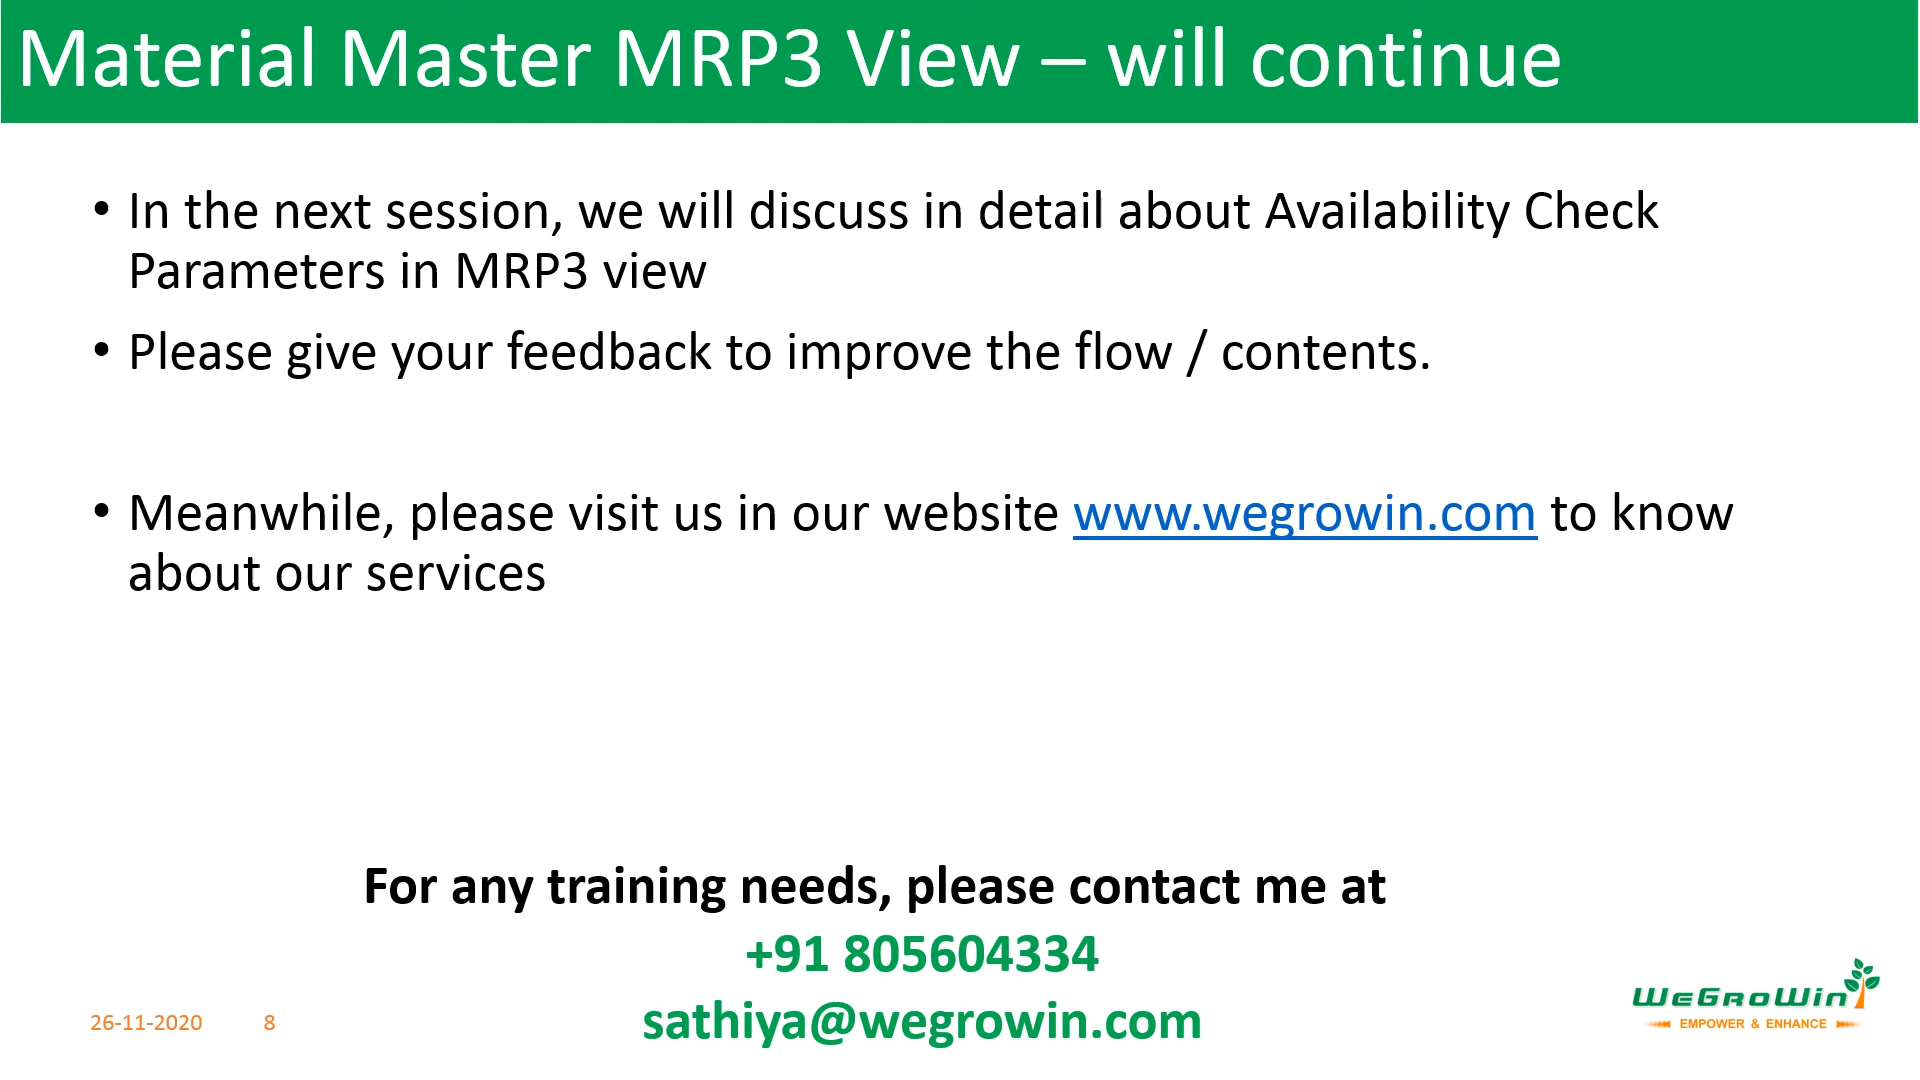 Material Master MRP3 View – will continue
• In the next session, we will discuss in detail about Availability Check
Parameters in MRP3 view
• Please give your feedback to improve the flow / contents.
• Meanwhile, please visit us in our website www.wegrowin.com to know
about our services
For any training needs, please contact me at
+91 805604334
sathiya@wegrowin.com
26-11-2020 8
WeGroWin
EMPOWER & ENHANCE